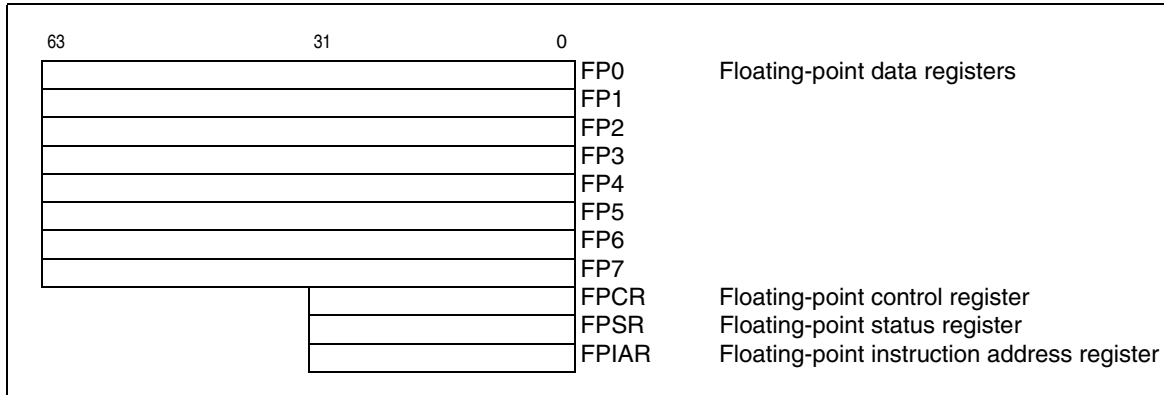 63 31 0
FP0 Floating-point data registers
FP1
FP2
FP3
FP4
FP5
FP6
FP7
FPCR Floating-point control register
FPSR Floating-point status register
FPIAR Floating-point instruction address register